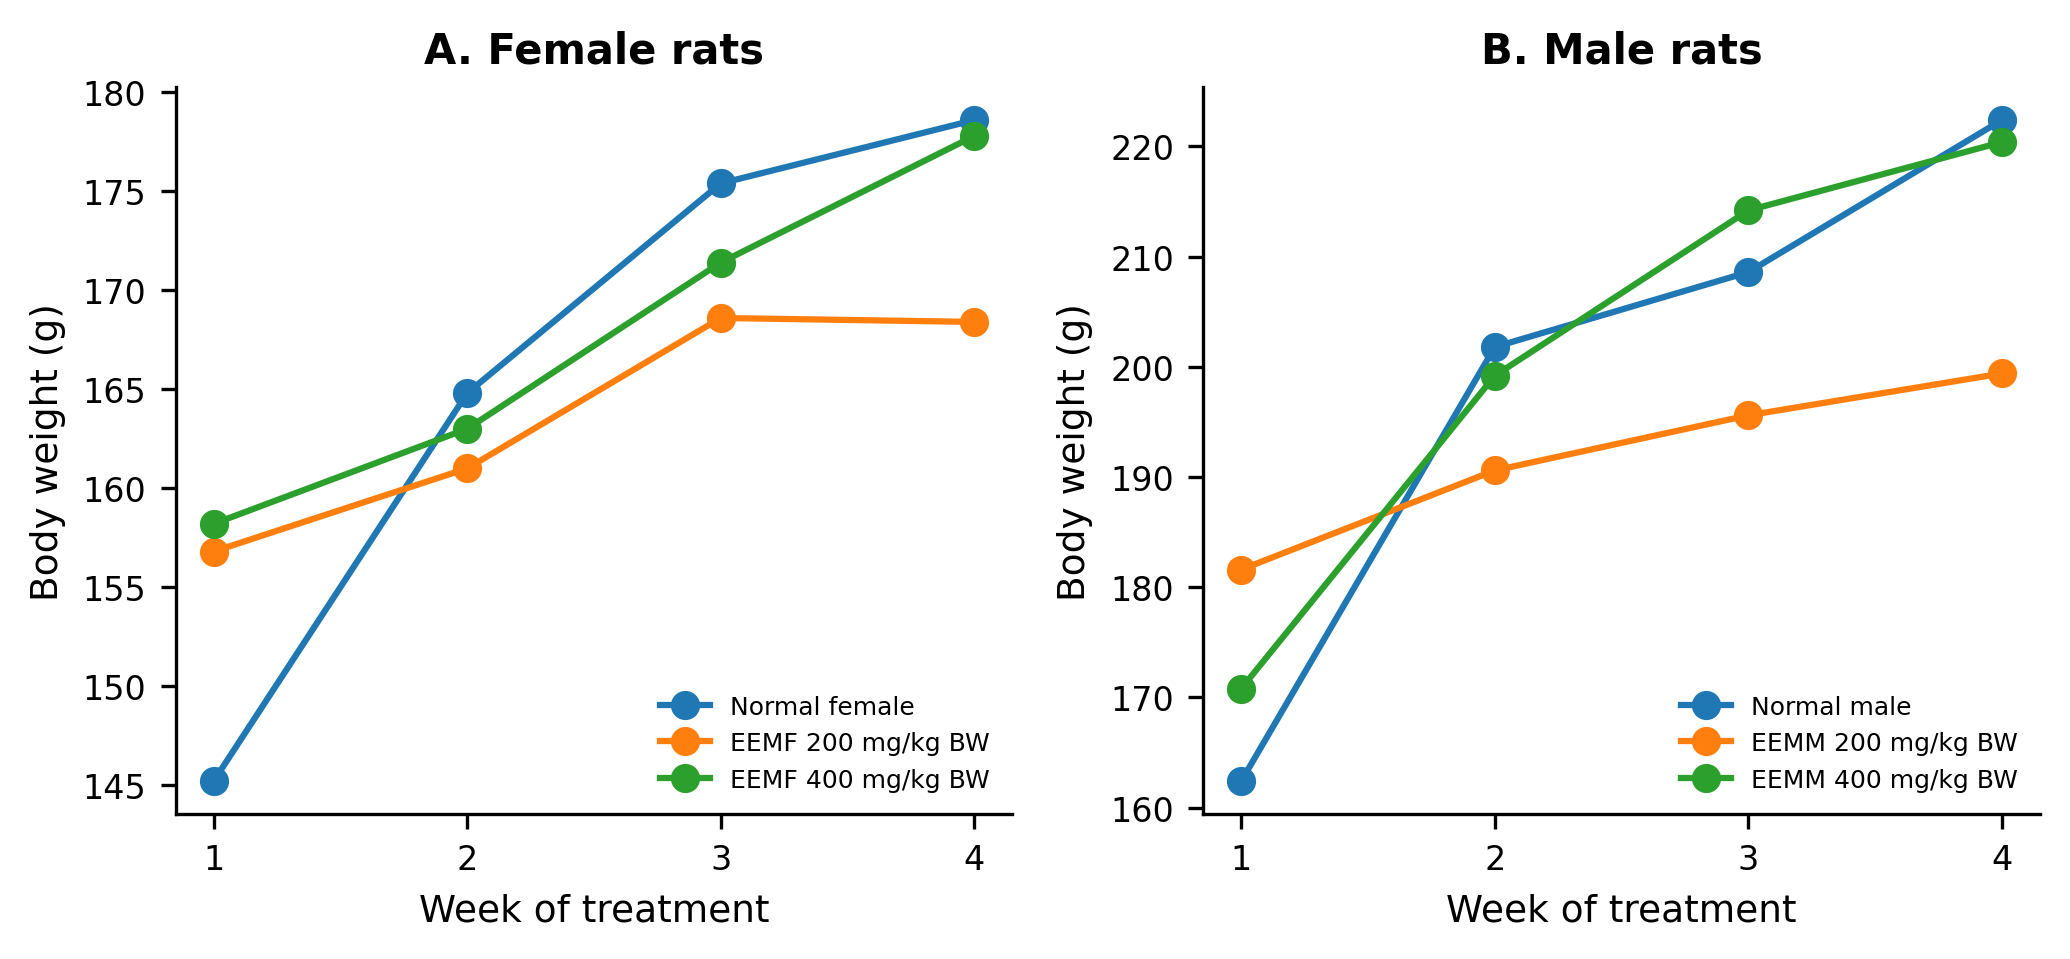 A. Female rats
180
175
170
165
160
155
150
145
Body weight (g)
1 2 3 4
Week of treatment
Normal female
EEMF 200 mg/kg BW
EEMF 400 mg/kg BW
B. Male rats
220
210
200
190
180
170
160
Body weight (g)
1 2 3 4
Week of treatment
Normal male
EEMM 200 mg/kg BW
EEMM 400 mg/kg BW